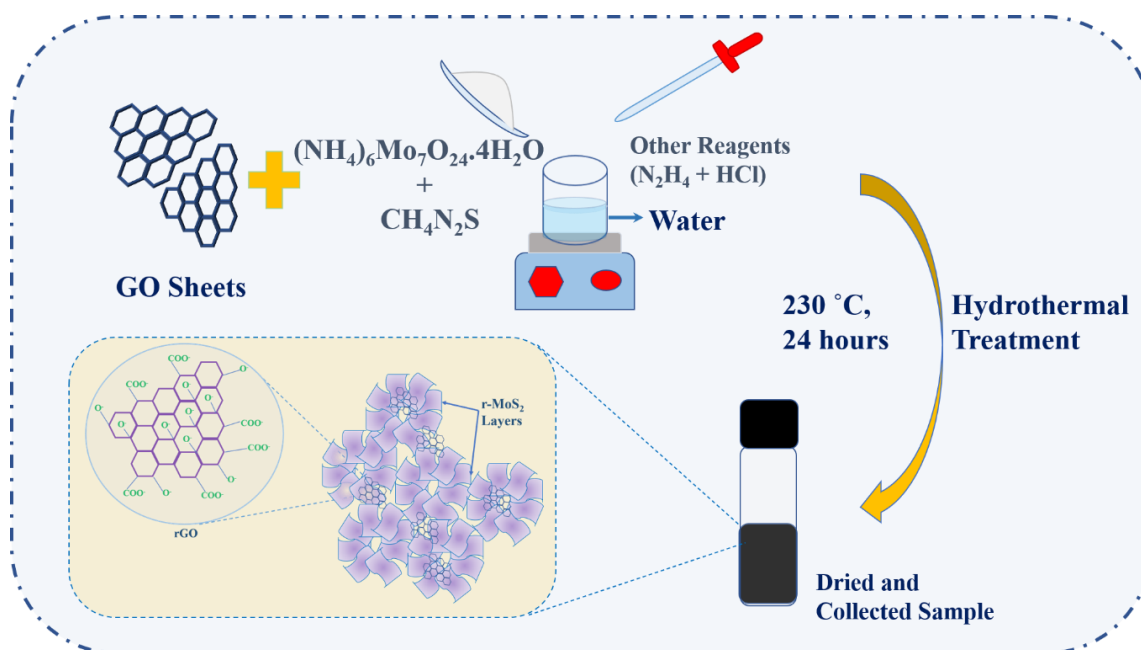 GO Sheets
(NH₄)₆Mo₇O₂₄.4H₂O
+
CH₄N₂S
Other Reagents
(N₂H₄ + HCl)
Water
230 ˚C,
24 hours
Hydrothermal
Treatment
Dried and
Collected Sample
COO-
COO-
O-
O-
O-
O-
O-
O-
O-
O-
O-
COO-
COO-
COO-
O-
O-
COO-
COO-
rGO
r-MoS₂
Layers